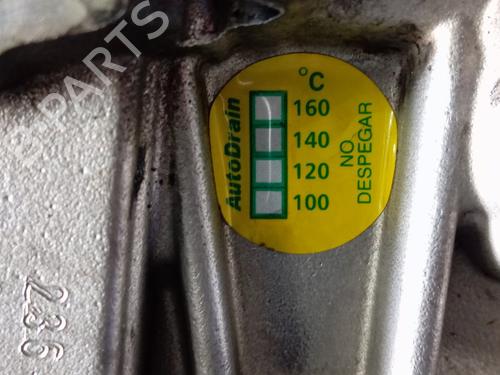 B-PARTS
°C
160
140
120
100
AutoDrain
NO
DESPEGAR
236